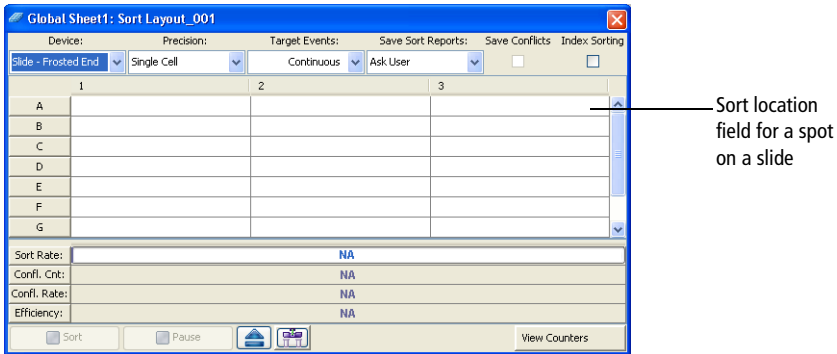 Global Sheet1: Sort Layout_001
Device: Precision: Target Events: Save Sort Reports: Save Conflicts Index Sorting
Slide - Frosted End Single Cell Continuous Ask User
1 2 3
A
B
C
D
E
F
G
Sort location
field for a spot
on a slide
Sort Rate: NA
Confl. Cnt: NA
Confl. Rate: NA
Efficiency: NA
Sort Pause View Counters